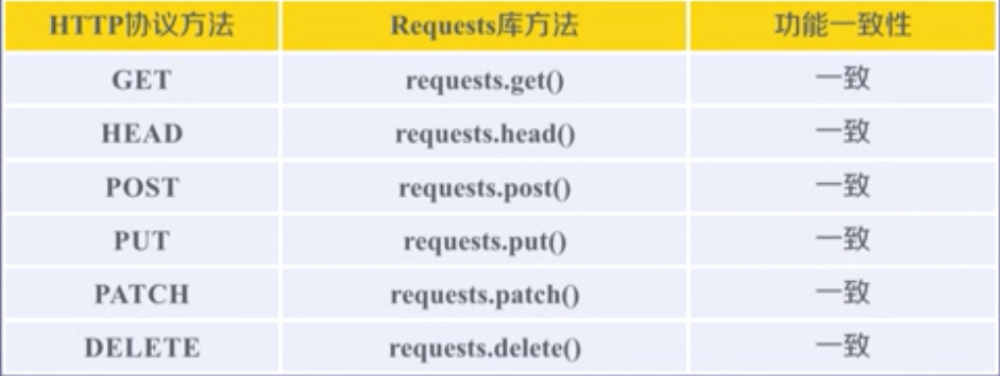 HTTP协议方法 Requests库方法 功能一致性
GET requests.get() 一致
HEAD requests.head() 一致
POST requests.post() 一致
PUT requests.put() 一致
PATCH requests.patch() 一致
DELETE requests.delete() 一致